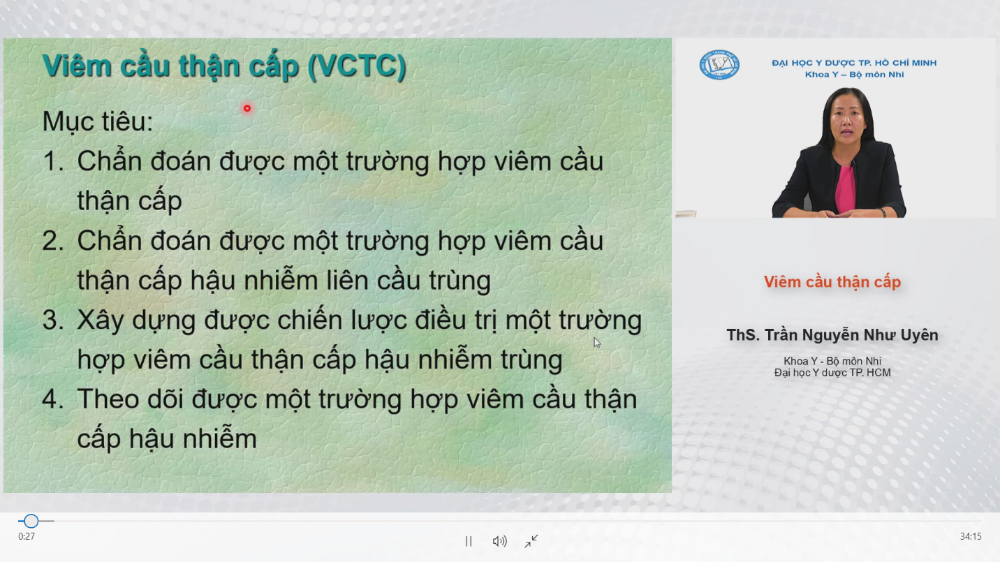 Viêm cầu thận cấp (VCTC)
Mục tiêu:
1. Chẩn đoán được một trường hợp viêm cầu
thận cấp
2. Chẩn đoán được một trường hợp viêm cầu
thận cấp hậu nhiễm liên cầu trùng
3. Xây dựng được chiến lược điều trị một trường
hợp viêm cầu thận cấp hậu nhiễm trùng
4. Theo dõi được một trường hợp viêm cầu thận
cấp hậu nhiễm
ĐẠI HỌC Y DƯỢC TP. HỒ CHÍ MINH
Khoa Y – Bộ môn Nhi
Viêm cầu thận cấp
ThS. Trần Nguyễn Như Uyên
Khoa Y - Bộ môn Nhi
Đại học Y dược TP. HCM
0:27
34:15